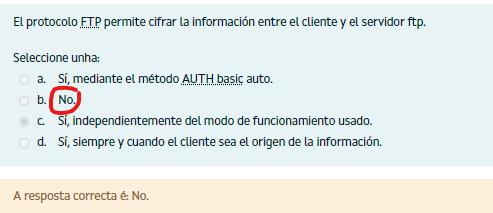 El protocolo FTP permite cifrar la información entre el cliente y el servidor ftp.
Seleccione unha:
a. Sí, mediante el método AUTH basic auto.
b. No.
c. Sí, independientemente del modo de funcionamiento usado.
d. Sí, siempre y cuando el cliente sea el origen de la información.
A resposta correcta é: No.